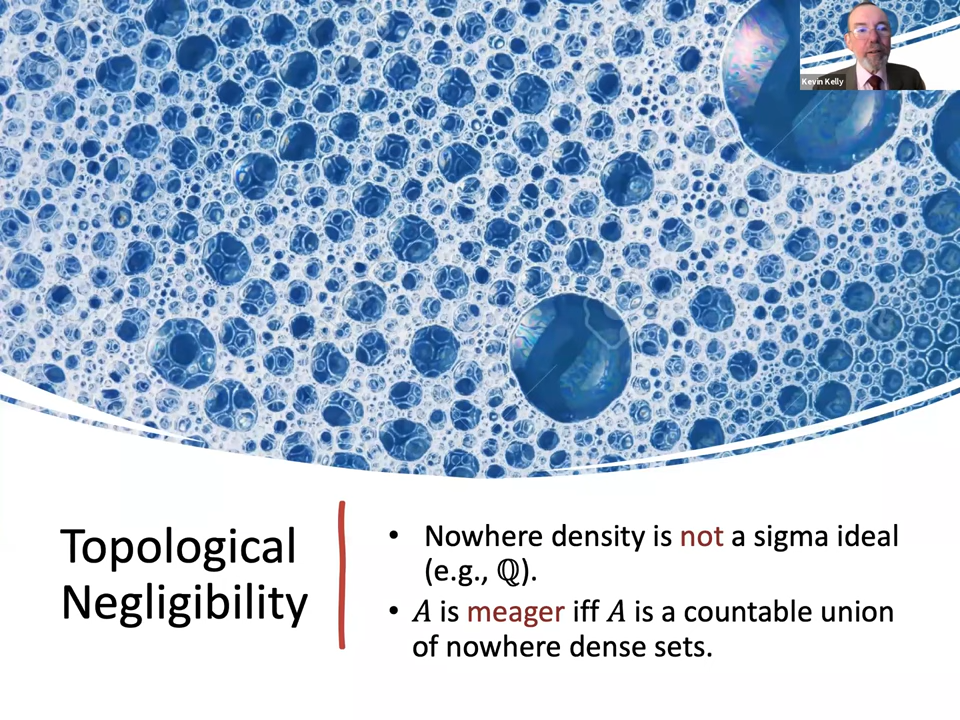 Kevin Kelly
Topological
Negligibility
• Nowhere density is not a sigma ideal
(e.g., ℚ).
• A is meager iff A is a countable union
of nowhere dense sets.